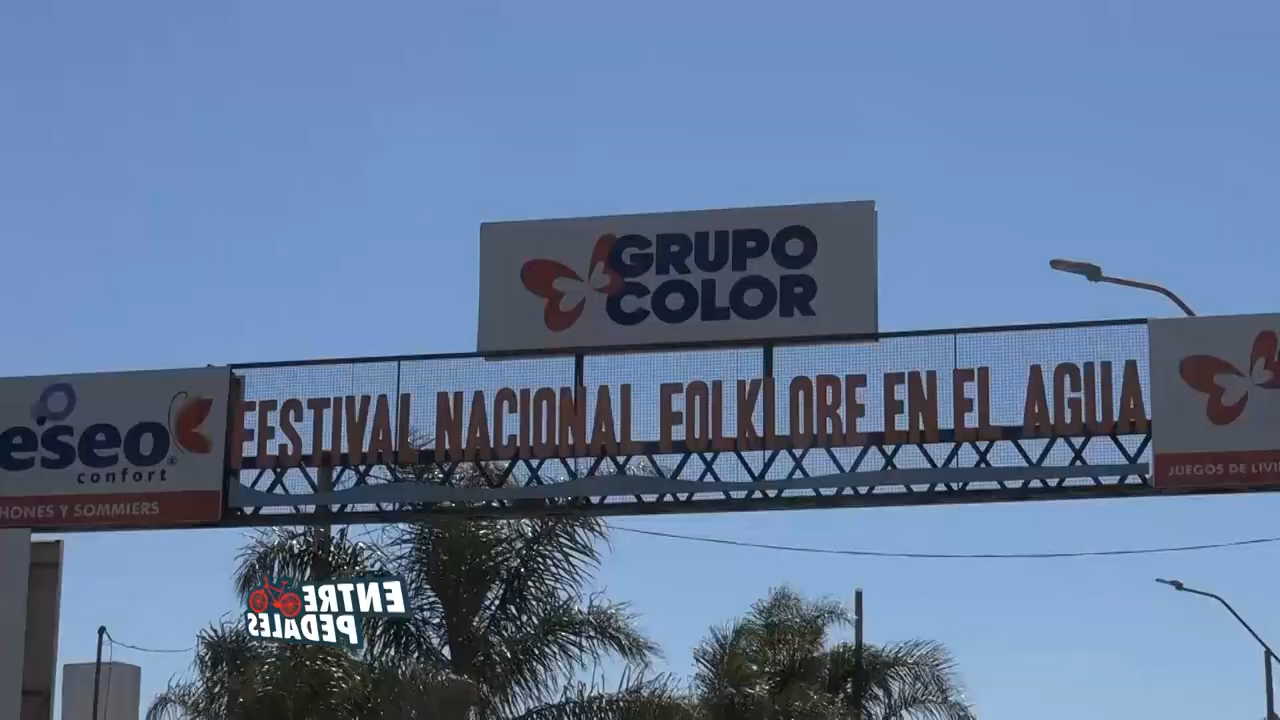 GRUPO
COLOR
FESTIVAL NACIONAL FOLKLORE EN EL AGUA
eseo
confort
HONES Y SOMMIERS
JUEGOS DE LIVI
ENTRE
PEDALES